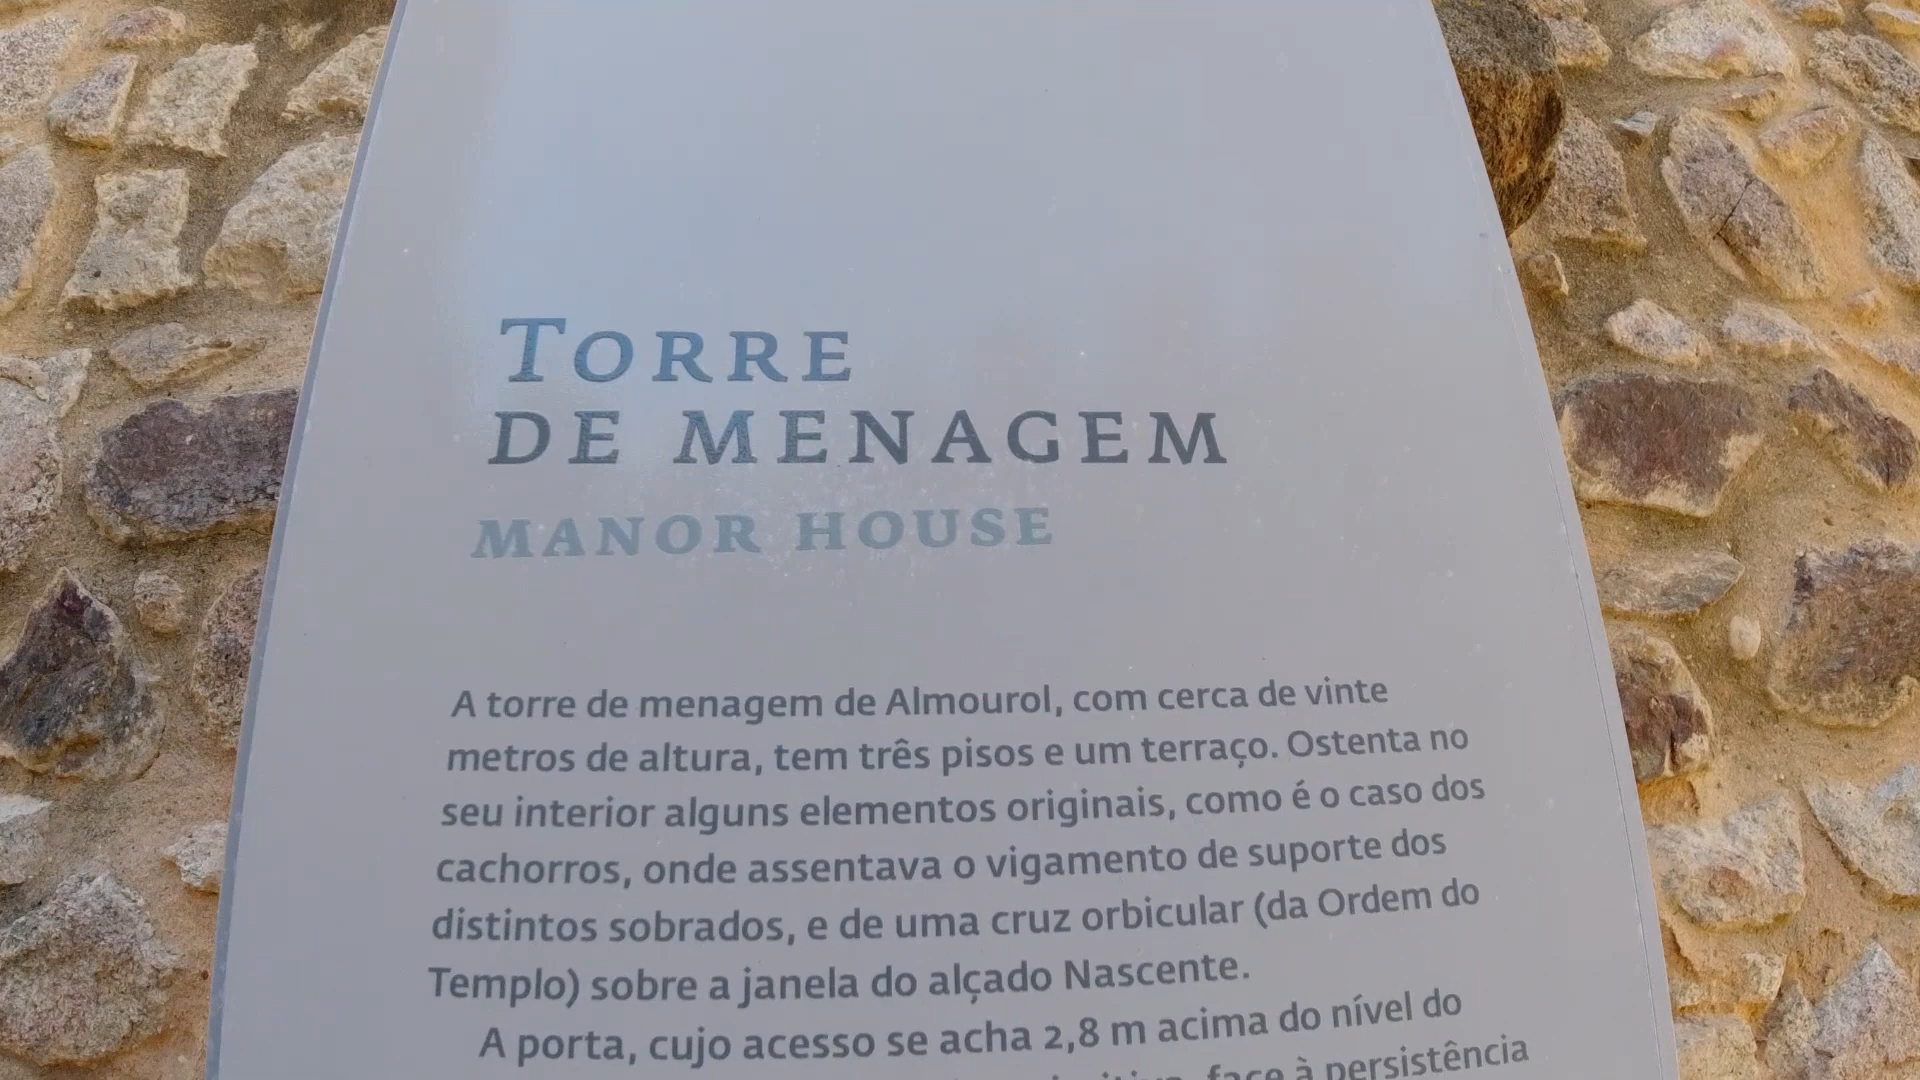 TORRE
DE MENAGEM
MANOR HOUSE
A torre de menagem de Almourol, com cerca de vinte
metros de altura, tem três pisos e um terraço. Ostenta no
seu interior alguns elementos originais, como é o caso dos
cachorros, onde assentava o vigamento de suporte dos
distintos sobrados, e de uma cruz orbicular (da Ordem do
Templo) sobre a janela do alçado Nascente.
A porta, cujo acesso se acha 2,8 m acima do nível do
face à persistência